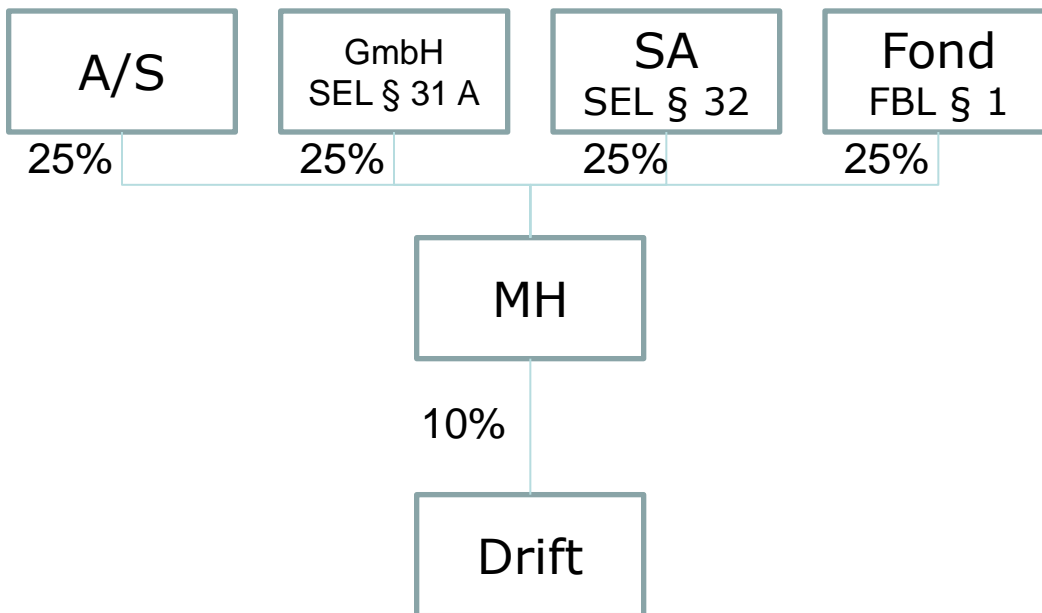 A/S
GmbH
SEL § 31 A
SA
SEL § 32
Fond
FBL § 1
25%
25%
25%
25%
MH
10%
Drift